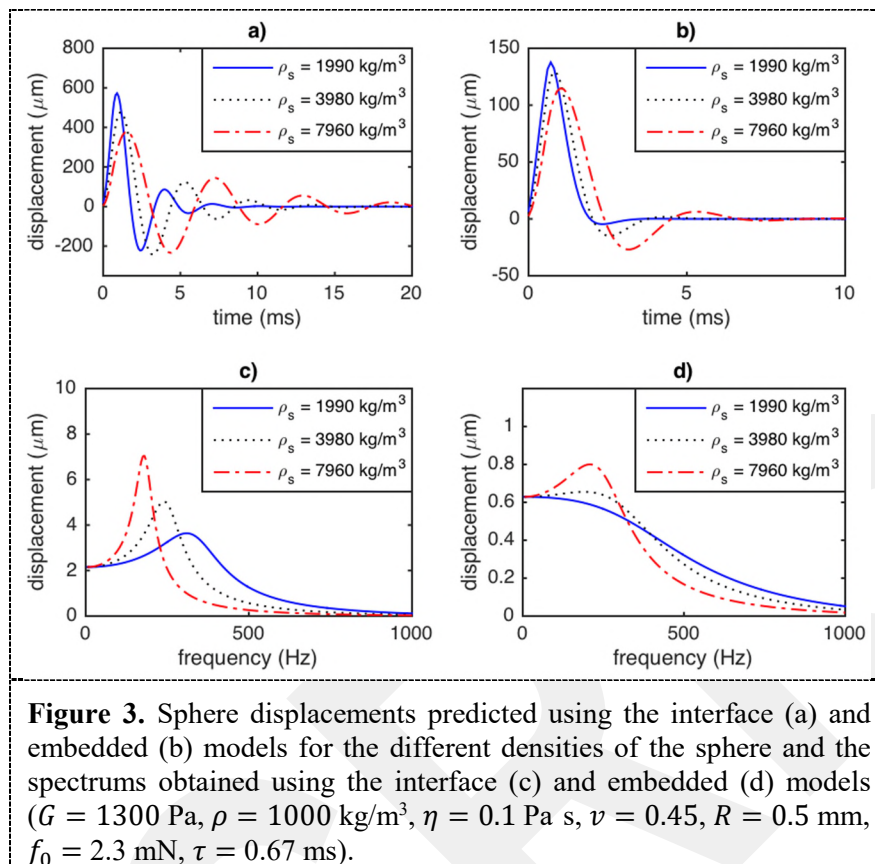 a)
displacement (μm)
800
600
400
200
0
-200
ρs = 1990 kg/m³
ρs = 3980 kg/m³
ρs = 7960 kg/m³
0 5 10 15 20
time (ms)
b)
displacement (μm)
150
100
50
0
-50
ρs = 1990 kg/m³
ρs = 3980 kg/m³
ρs = 7960 kg/m³
0 5 10
time (ms)
c)
displacement (μm)
10
8
6
4
2
0
ρs = 1990 kg/m³
ρs = 3980 kg/m³
ρs = 7960 kg/m³
0 500 1000
frequency (Hz)
d)
displacement (μm)
1
0.8
0.6
0.4
0.2
0
ρs = 1990 kg/m³
ρs = 3980 kg/m³
ρs = 7960 kg/m³
0 500 1000
frequency (Hz)
Figure 3. Sphere displacements predicted using the interface (a) and
embedded (b) models for the different densities of the sphere and the
spectrums obtained using the interface (c) and embedded (d) models
(G = 1300 Pa, ρ = 1000 kg/m³, η = 0.1 Pa s, v = 0.45, R = 0.5 mm,
f₀ = 2.3 mN, τ = 0.67 ms).